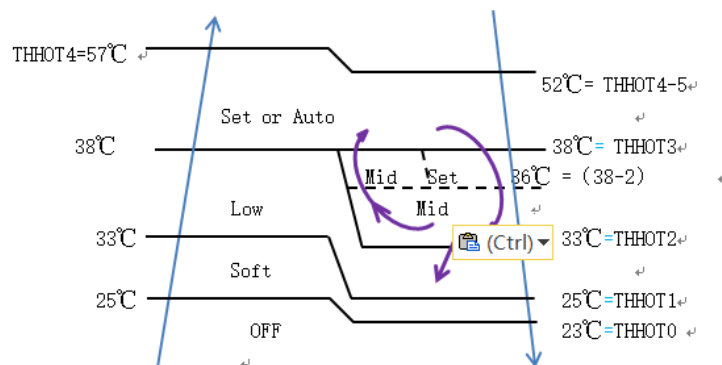 THHOT4=57℃
52℃= THHOT4-5
Set or Auto
38℃
38℃= THHOT3
Mid Set 36℃ = (38-2)
Low Mid
33℃ (Ctrl) 33℃=THHOT2
Soft
25℃ 25℃=THHOT1
OFF 23℃=THHOT0